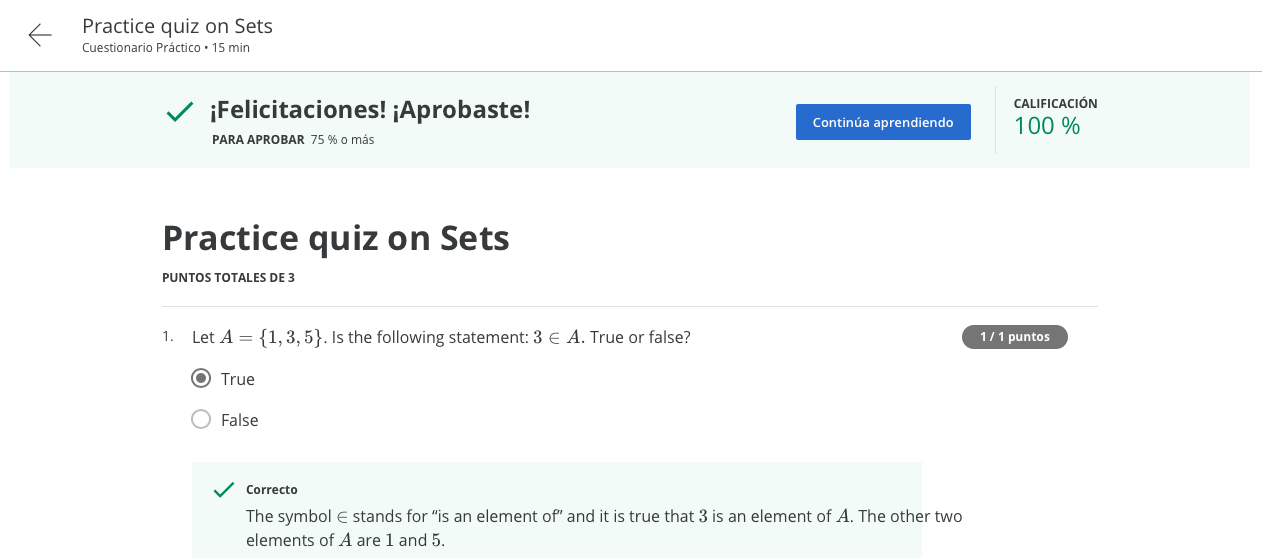 Practice quiz on Sets
Cuestionario Práctico • 15 min
¡Felicitaciones! ¡Aprobaste!
PARA APROBAR 75 % o más
Continúa aprendiendo
CALIFICACIÓN
100 %
Practice quiz on Sets
PUNTOS TOTALES DE 3
1. Let A = {1, 3, 5}. Is the following statement: 3 ∈ A. True or false?
1 / 1 puntos
True
False
Correcto
The symbol ∈ stands for “is an element of” and it is true that 3 is an element of A. The other two
elements of A are 1 and 5.